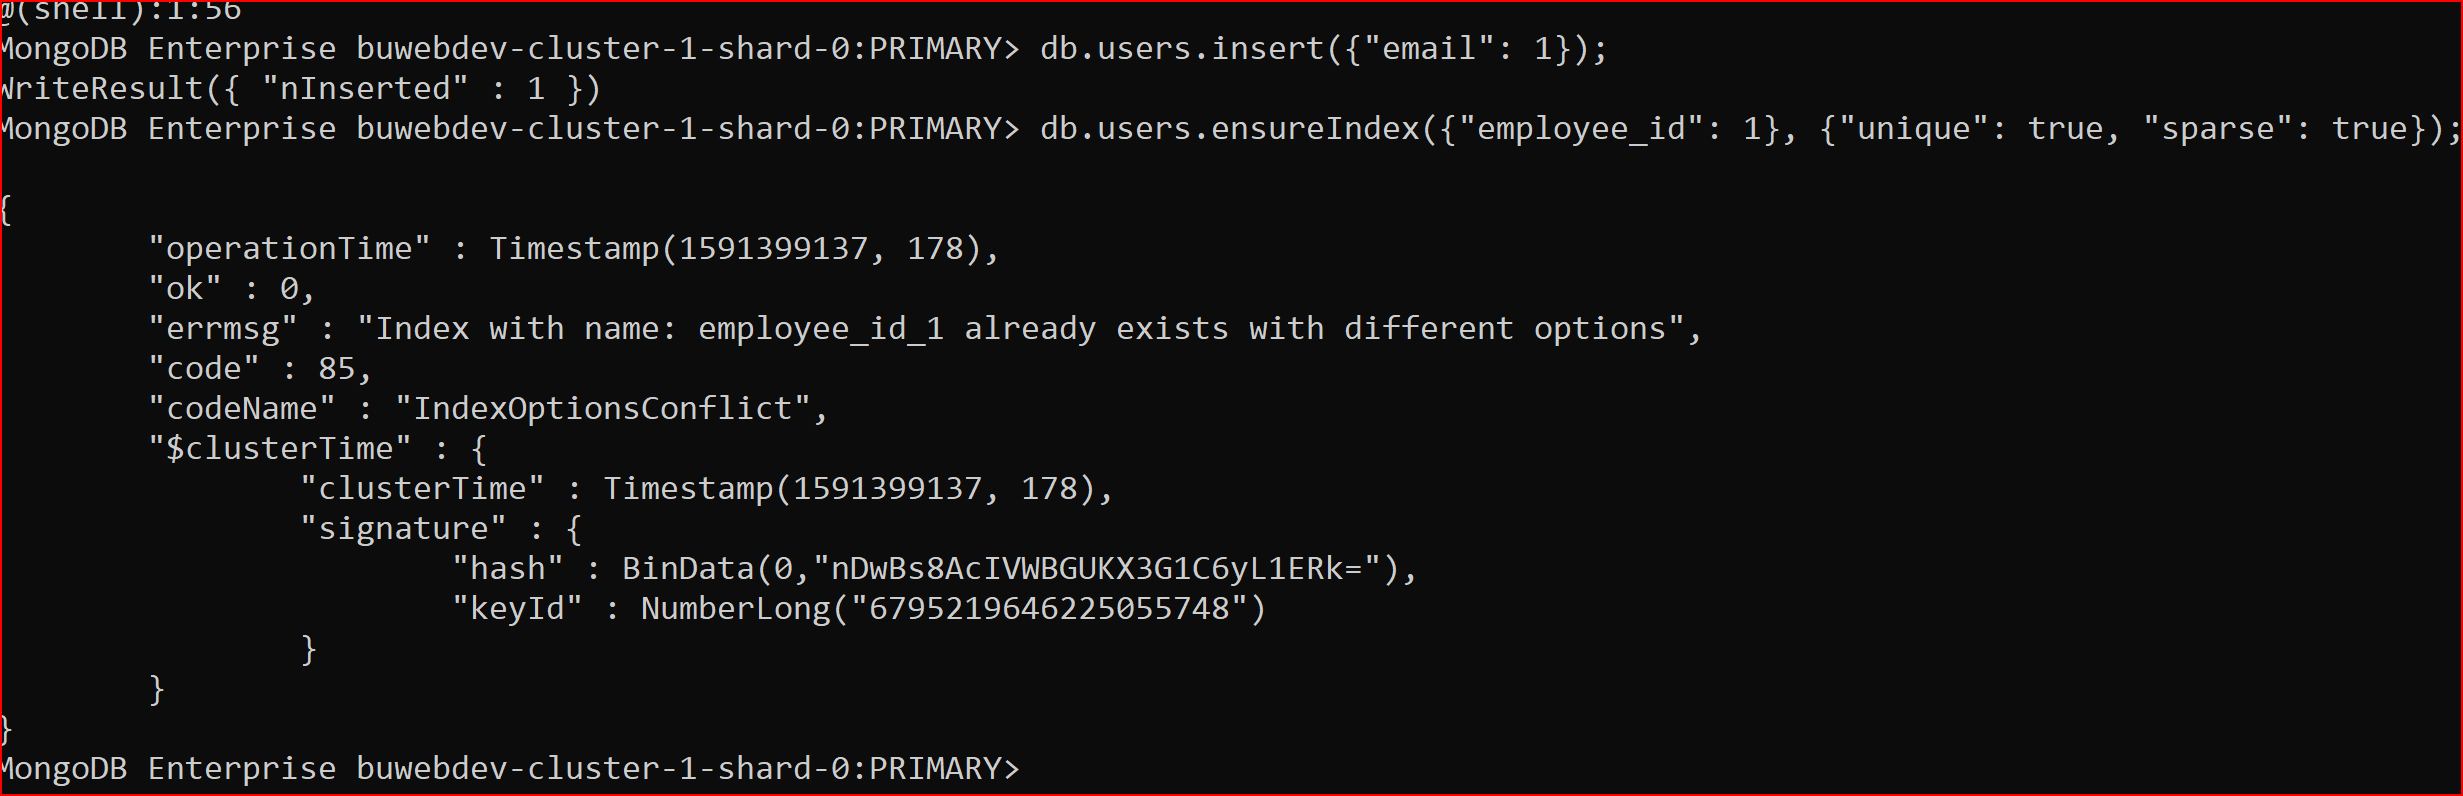 @(shell):1:56
MongoDB Enterprise buwebdev-cluster-1-shard-0:PRIMARY> db.users.insert({"email": 1});
WriteResult({ "nInserted" : 1 })
MongoDB Enterprise buwebdev-cluster-1-shard-0:PRIMARY> db.users.ensureIndex({"employee_id": 1}, {"unique": true, "sparse": true});
{
"operationTime" : Timestamp(1591399137, 178),
"ok" : 0,
"errmsg" : "Index with name: employee_id_1 already exists with different options",
"code" : 85,
"codeName" : "IndexOptionsConflict",
"$clusterTime" : {
"clusterTime" : Timestamp(1591399137, 178),
"signature" : {
"hash" : BinData(0,"nDwBs8AcIVWBGUKX3G1C6yL1ERk="),
"keyId" : NumberLong("6795219646225055748")
}
}
}
MongoDB Enterprise buwebdev-cluster-1-shard-0:PRIMARY>